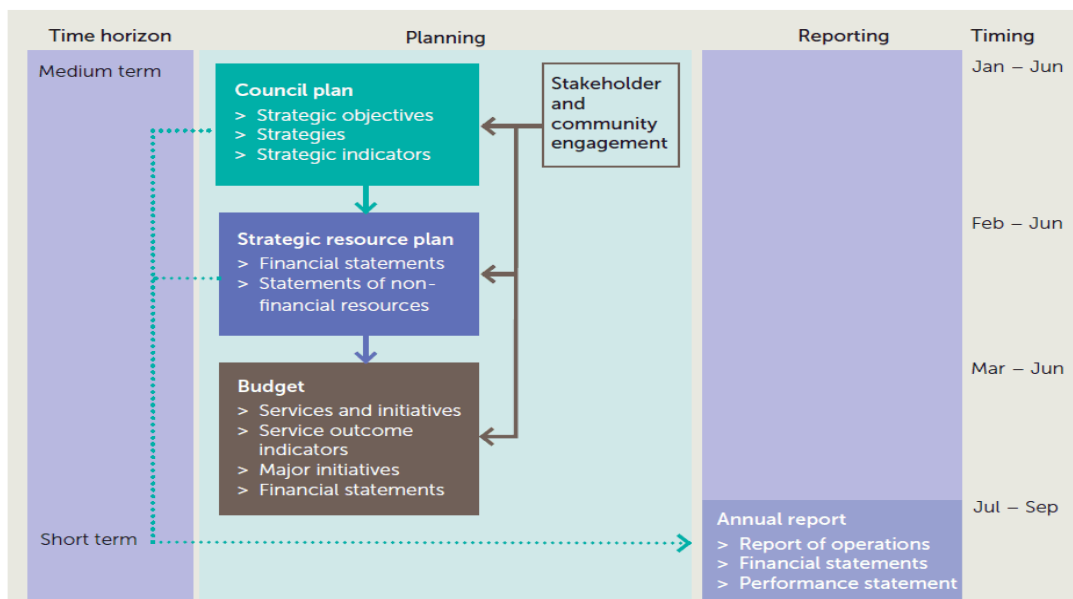 Time horizon
Planning
Reporting
Timing
Medium term
Jan – Jun
Council plan
> Strategic objectives
> Strategies
> Strategic indicators
Stakeholder
and
community
engagement
Feb – Jun
Strategic resource plan
> Financial statements
> Statements of non-
financial resources
Mar – Jun
Budget
> Services and initiatives
> Service outcome
indicators
> Major initiatives
> Financial statements
Jul – Sep
Short term
Annual report
> Report of operations
> Financial statements
> Performance statement